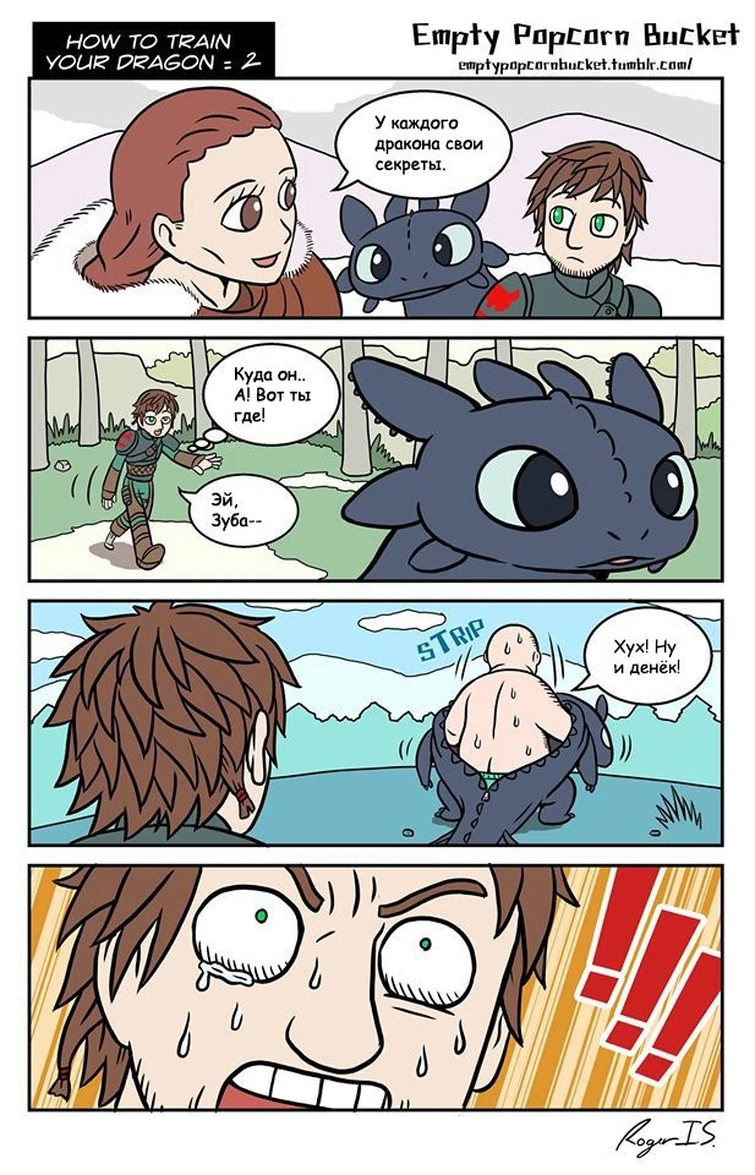 HOW TO TRAIN
YOUR DRAGON = 2
Empty Popcorn Bucket
emptypopcornbucket.tumblr.com/
У каждого
дракона свои
секреты.
Куда он..
А! Вот ты
где!
Эй,
Зуба--
STRIP
Хух! Ну
и денёк!
!!!
Roger I.S.